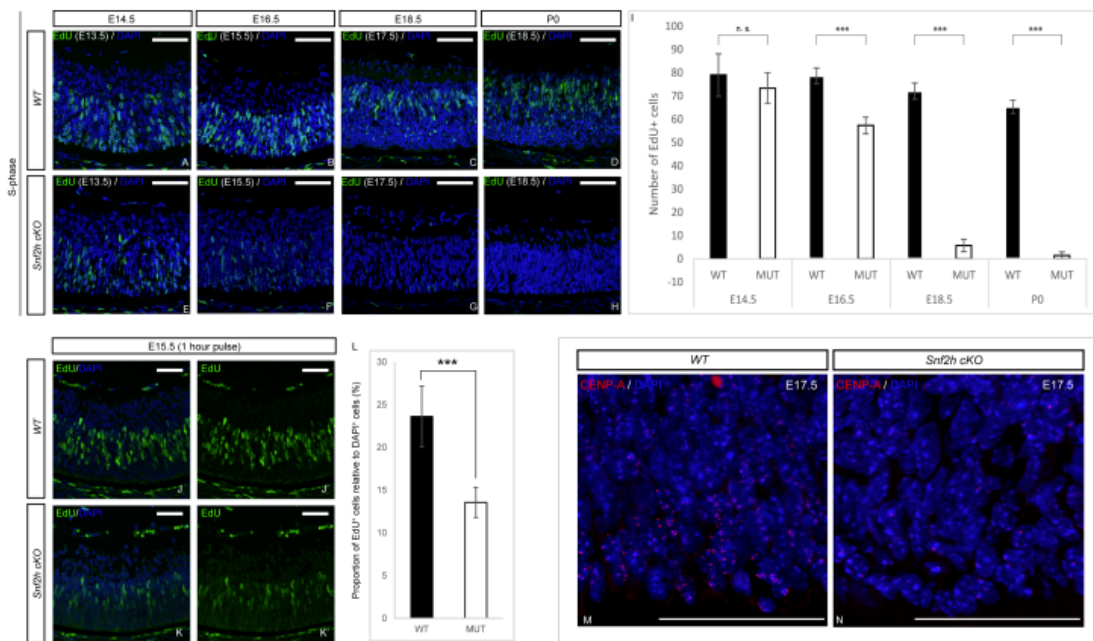 E14.5
E16.5
E18.5
P0
S-phase
WT
EdU (E13.5) / DAPI
A
EdU (E15.5) / DAPI
B
EdU (E17.5) / DAPI
C
EdU (E18.5) / DAPI
D
Snf2h cKO
EdU (E13.5) / DAPI
E
EdU (E15.5) / DAPI
F
EdU (E17.5) / DAPI
G
EdU (E18.5) / DAPI
H
I
Number of EdU+ cells
100
90
80
70
60
50
40
30
20
10
0
-10
n. s.
***
***
***
WT MUT WT MUT WT MUT WT MUT
E14.5 E16.5 E18.5 P0
E15.5 (1 hour pulse)
WT
EdU/DAPI
J
EdU
J'
Snf2h cKO
EdU/DAPI
K
EdU
K'
L
Proportion of EdU⁺ cells relative to DAPI⁺ cells (%)
30
25
20
15
10
5
0
***
WT MUT
WT
CENP-A / DAPI
E17.5
M
Snf2h cKO
CENP-A / DAPI
E17.5
N